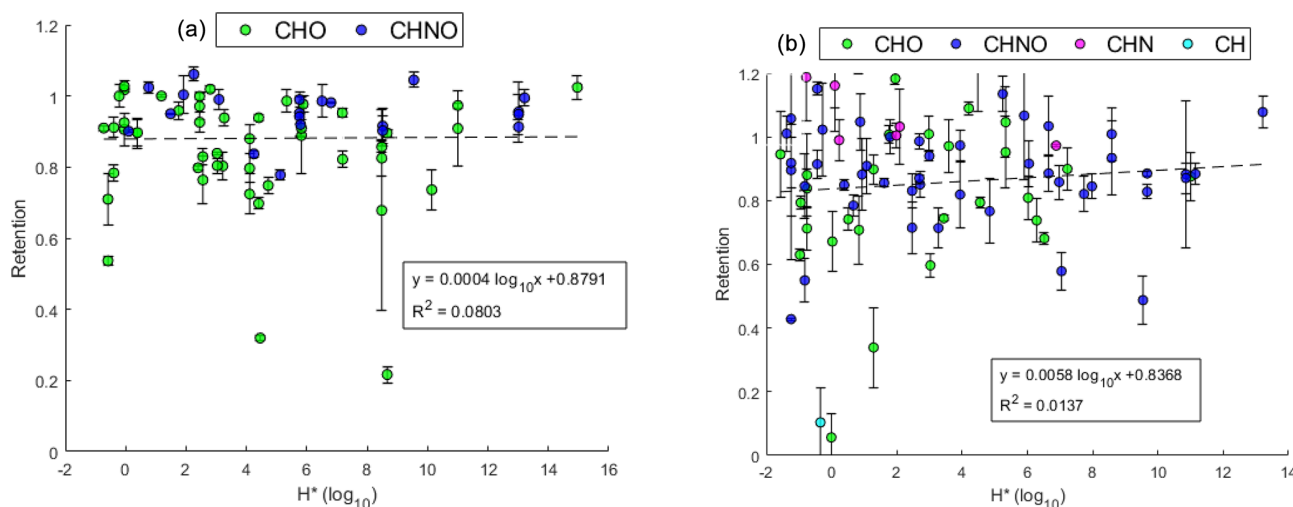 (a)
CHO
CHNO
Retention
1.2
1
0.8
0.6
0.4
0.2
0
y = 0.0004 log10x +0.8791
R2 = 0.0803
-2
0
2
4
6
8
10
12
14
16
H* (log10)
(b)
CHO
CHNO
CHN
CH
Retention
1.2
1
0.8
0.6
0.4
0.2
0
y = 0.0058 log10x +0.8368
R2 = 0.0137
-2
0
2
4
6
8
10
12
14
H* (log10)